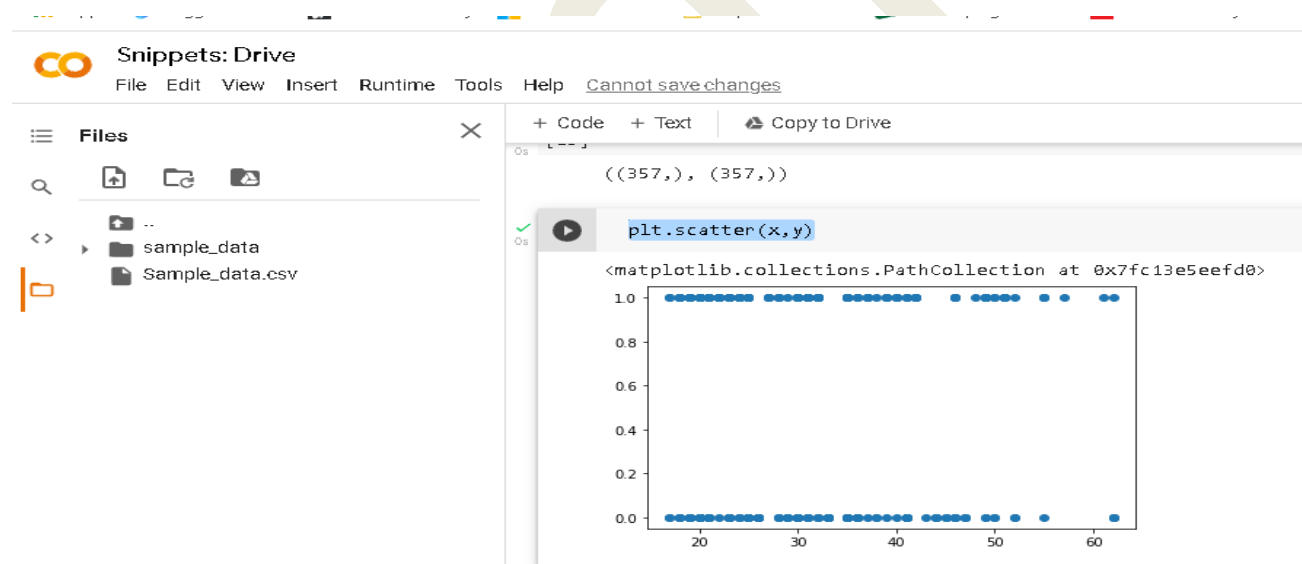 Snippets: Drive
File Edit View Insert Runtime Tools Help Cannot save changes
Files
+ Code + Text Copy to Drive
0s
((357,), (357,))
..
sample_data
Sample_data.csv
0s
plt.scatter(x,y)
<matplotlib.collections.PathCollection at 0x7fc13e5eefd0>
1.0
0.8
0.6
0.4
0.2
0.0
20 30 40 50 60